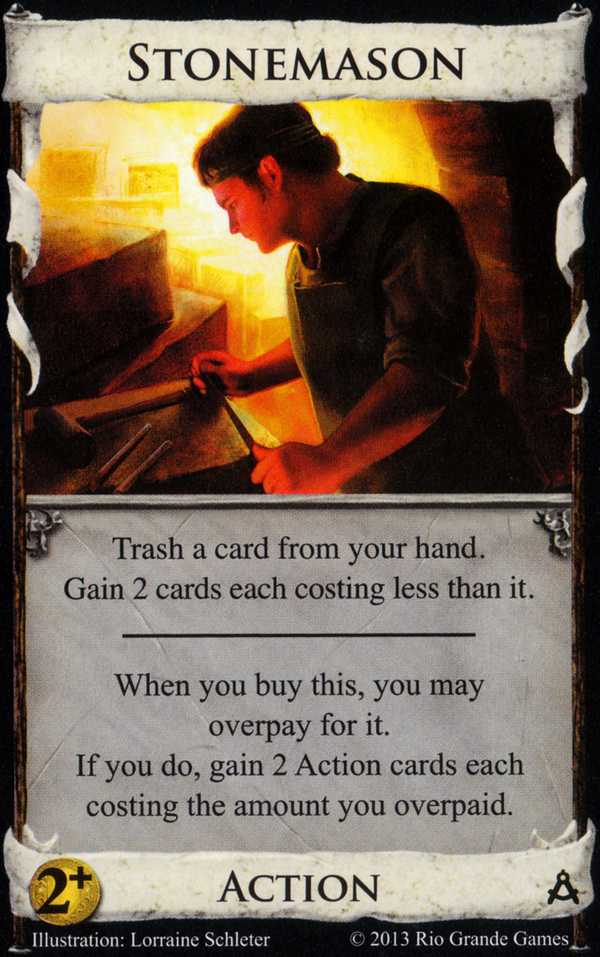 STONEMASON
Trash a card from your hand.
Gain 2 cards each costing less than it.
When you buy this, you may
overpay for it.
If you do, gain 2 Action cards each
costing the amount you overpaid.
2+
ACTION
Illustration: Lorraine Schleter © 2013 Rio Grande Games